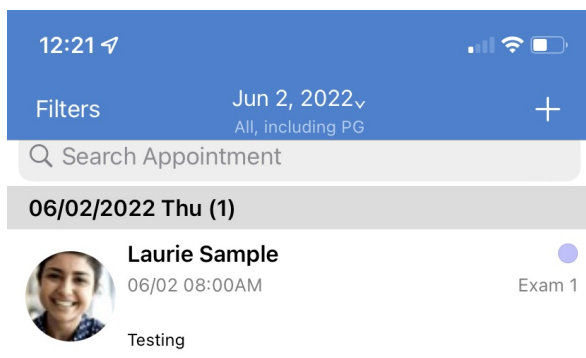 12:21
Filters
Jun 2, 2022
All, including PG
Search Appointment
06/02/2022 Thu (1)
Laurie Sample
06/02 08:00AM
Exam 1
Testing